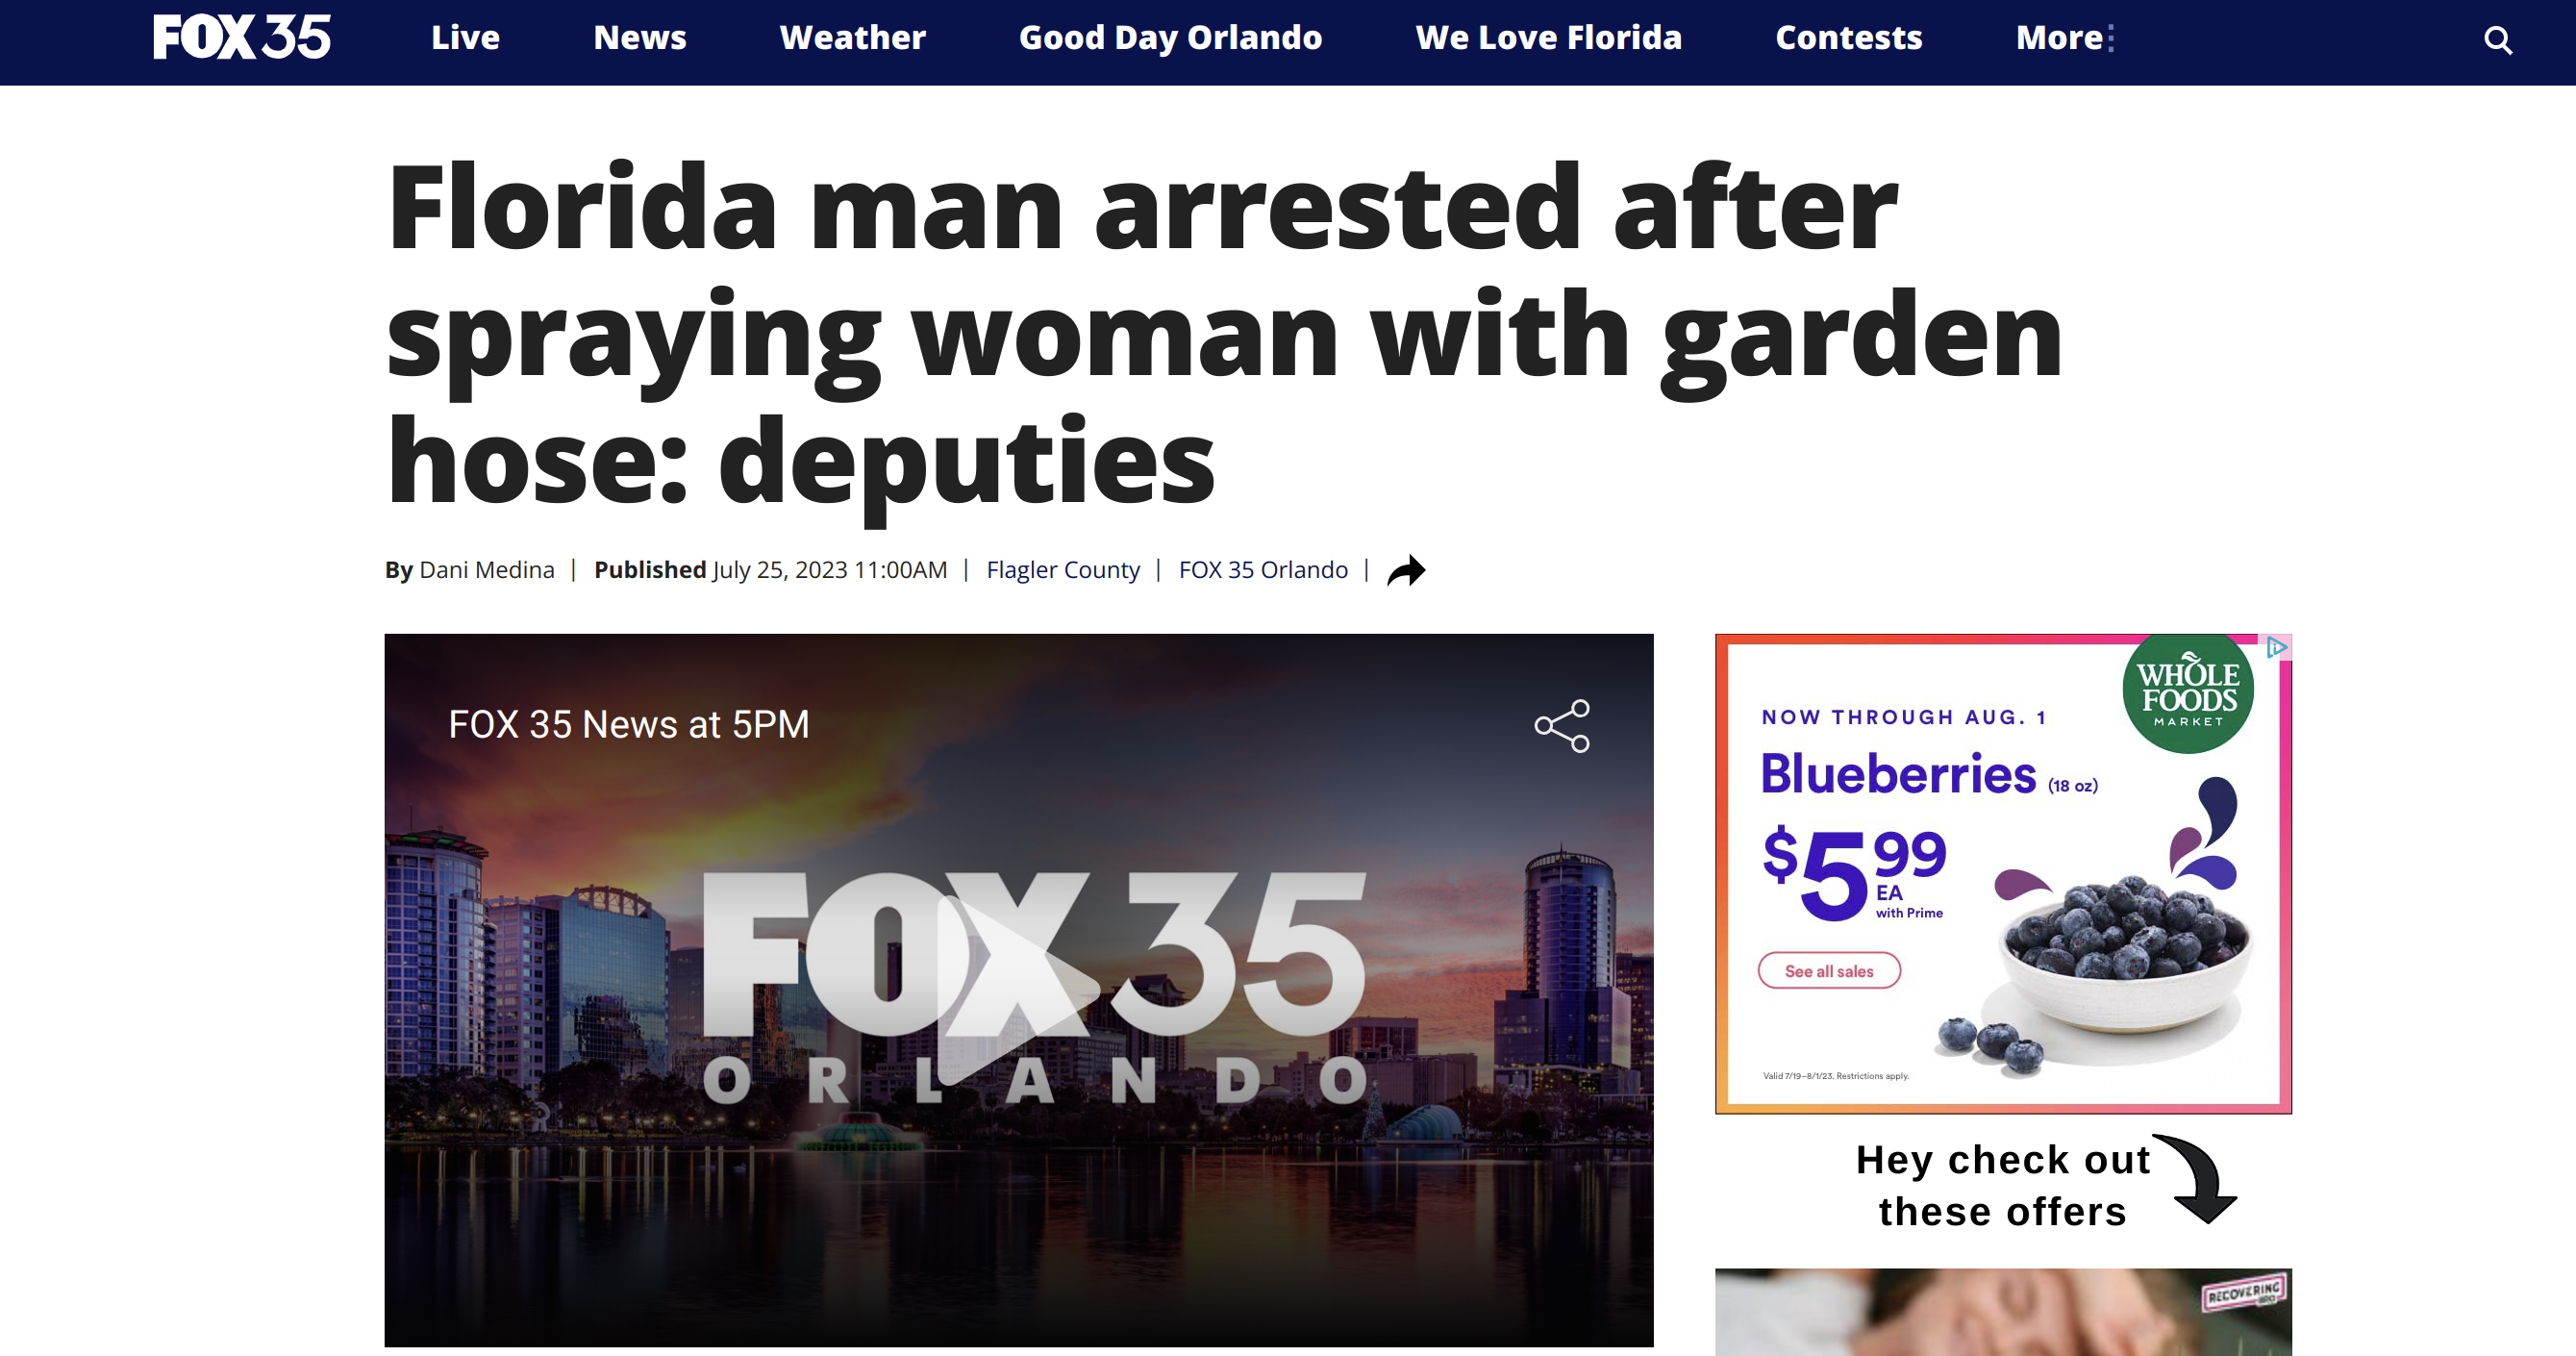 FOX 35
Live
News
Weather
Good Day Orlando
We Love Florida
Contests
More
Florida man arrested after
spraying woman with garden
hose: deputies
By Dani Medina | Published July 25, 2023 11:00AM | Flagler County | FOX 35 Orlando |
FOX 35 News at 5PM
FOX 35
ORLANDO
WHOLE
FOODS
MARKET
NOW THROUGH AUG. 1
Blueberries (18 oz)
$5 99
EA
with Prime
See all sales
Valid 7/19–8/1/23. Restrictions apply.
Hey check out
these offers
RECOVERING